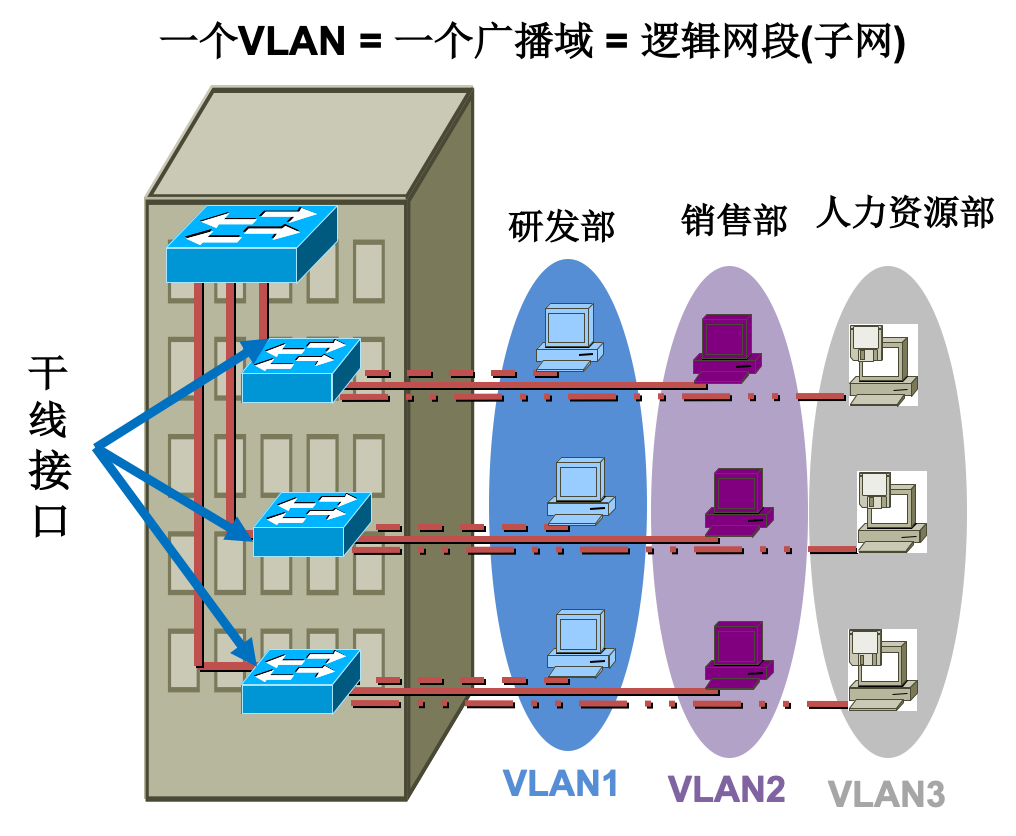 一个VLAN = 一个广播域 = 逻辑网段(子网)
研发部
销售部
人力资源部
干线接口
VLAN1
VLAN2
VLAN3